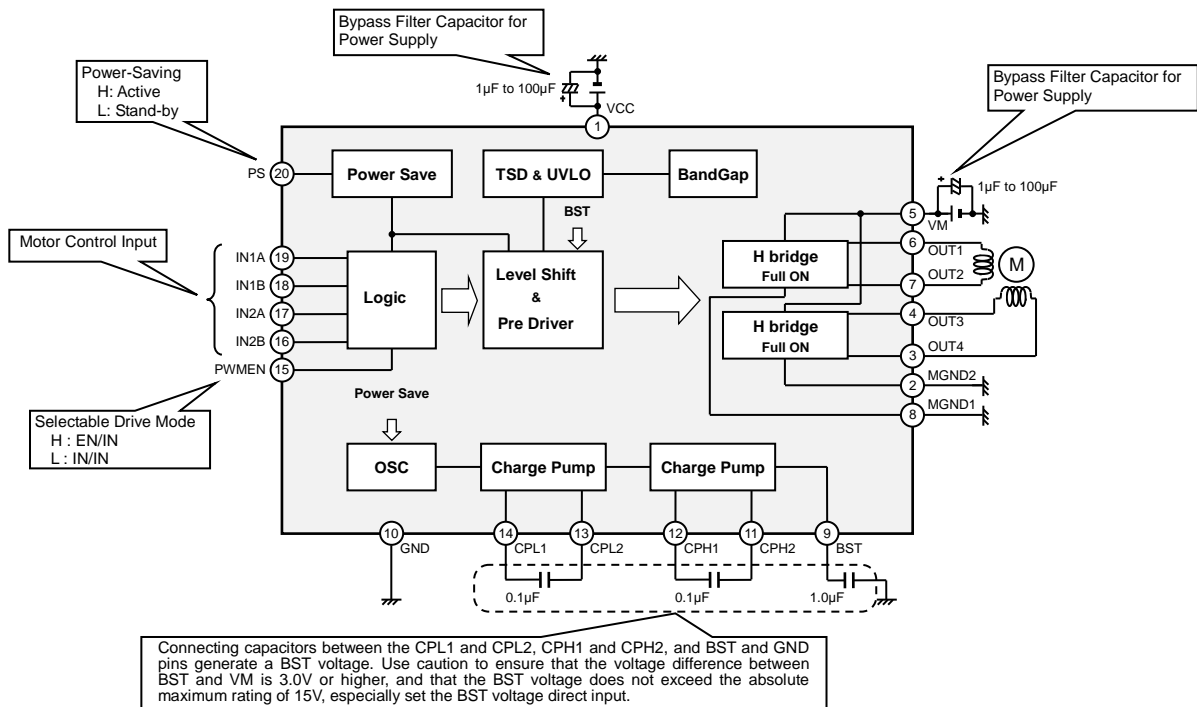 Bypass Filter Capacitor for
Power Supply
1µF to 100µF
+
VCC
1
Power-Saving
H: Active
L: Stand-by
Bypass Filter Capacitor for
Power Supply
+
1µF to 100µF
PS 20
Power Save
TSD & UVLO
BandGap
BST
5
VM
Motor Control Input
IN1A 19
IN1B 18
IN2A 17
IN2B 16
PWMEN 15
Logic
Level Shift
&
Pre Driver
H bridge
Full ON
H bridge
Full ON
6 OUT1
7 OUT2
M
4 OUT3
3 OUT4
2 MGND2
8 MGND1
Selectable Drive Mode
H : EN/IN
L : IN/IN
Power Save
OSC
Charge Pump
Charge Pump
10 GND
14 CPL1
13 CPL2
12 CPH1
11 CPH2
9 BST
0.1µF
0.1µF
1.0µF
Connecting capacitors between the CPL1 and CPL2, CPH1 and CPH2, and BST and GND
pins generate a BST voltage. Use caution to ensure that the voltage difference between
BST and VM is 3.0V or higher, and that the BST voltage does not exceed the absolute
maximum rating of 15V, especially set the BST voltage direct input.